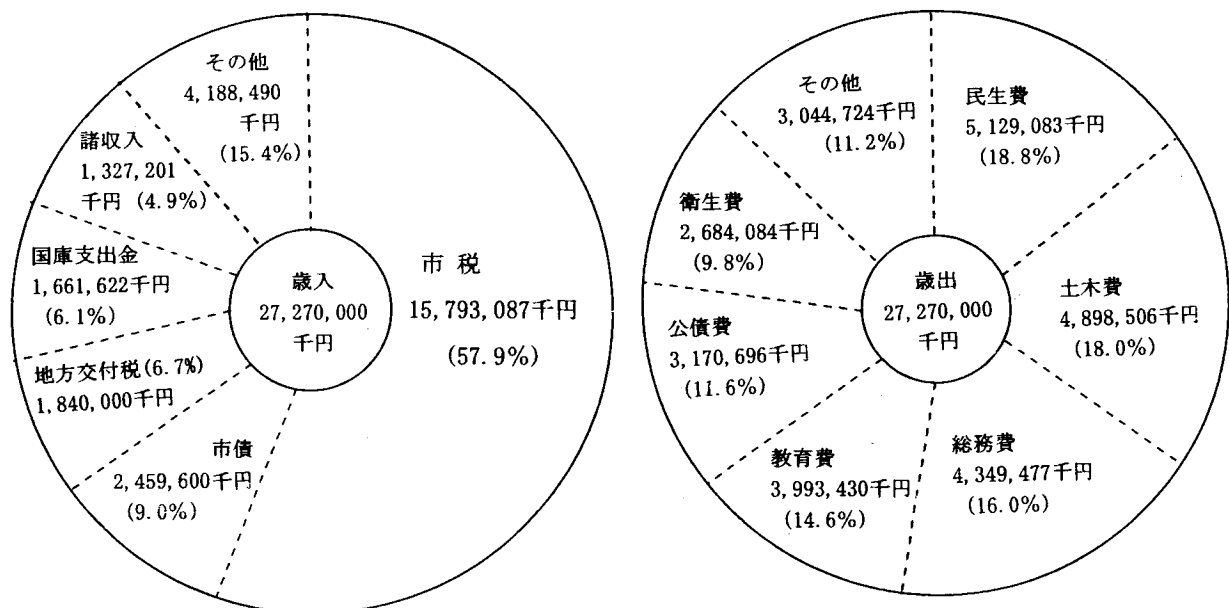 その他
4,188,490
千円
(15.4%)
諸収入
1,327,201
千円 (4.9%)
国庫支出金
1,661,622千円
(6.1%)
地方交付税(6.7%)
1,840,000千円
市債
2,459,600千円
(9.0%)
歳入
27,270,000
千円
市税
15,793,087千円
(57.9%)
その他
3,044,724千円
(11.2%)
民生費
5,129,083千円
(18.8%)
衛生費
2,684,084千円
(9.8%)
公債費
3,170,696千円
(11.6%)
歳出
27,270,000
千円
土木費
4,898,506千円
(18.0%)
教育費
3,993,430千円
(14.6%)
総務費
4,349,477千円
(16.0%)